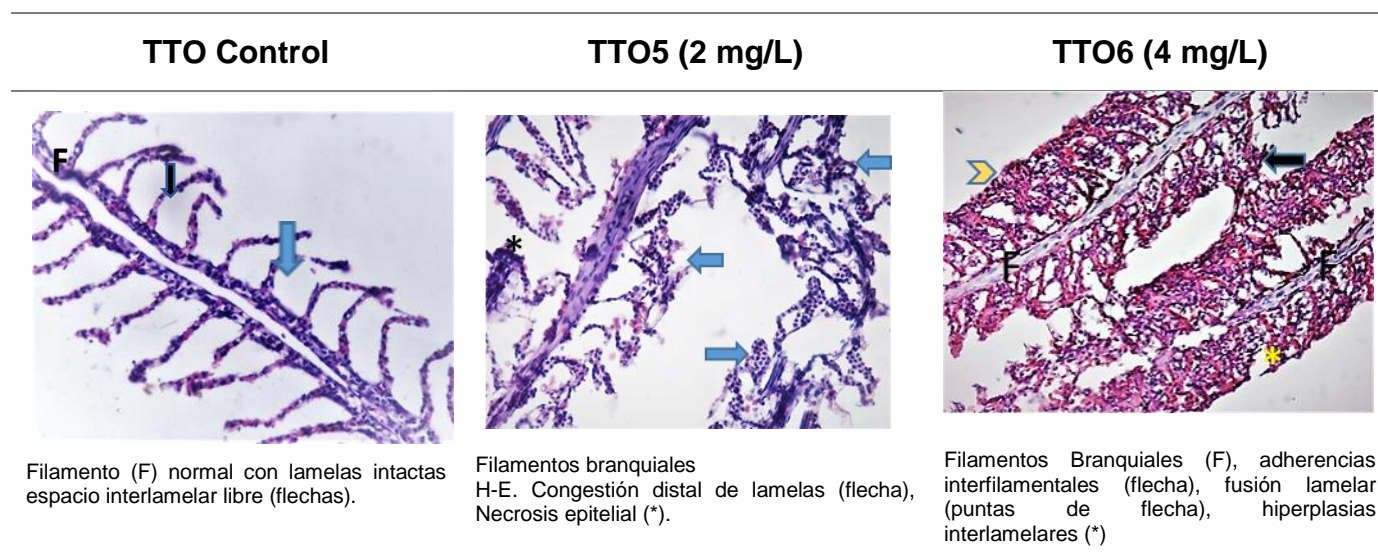 TTO Control
TTO5 (2 mg/L)
TTO6 (4 mg/L)
F
*
F
F
*
Filamento (F) normal con lamelas intactas
espacio interlamelar libre (flechas).
Filamentos branquiales
H-E. Congestión distal de lamelas (flecha),
Necrosis epitelial (*).
Filamentos Branquiales (F), adherencias
interfilamentales (flecha), fusión lamelar
(puntas de flecha), hiperplasias
interlamelares (*)